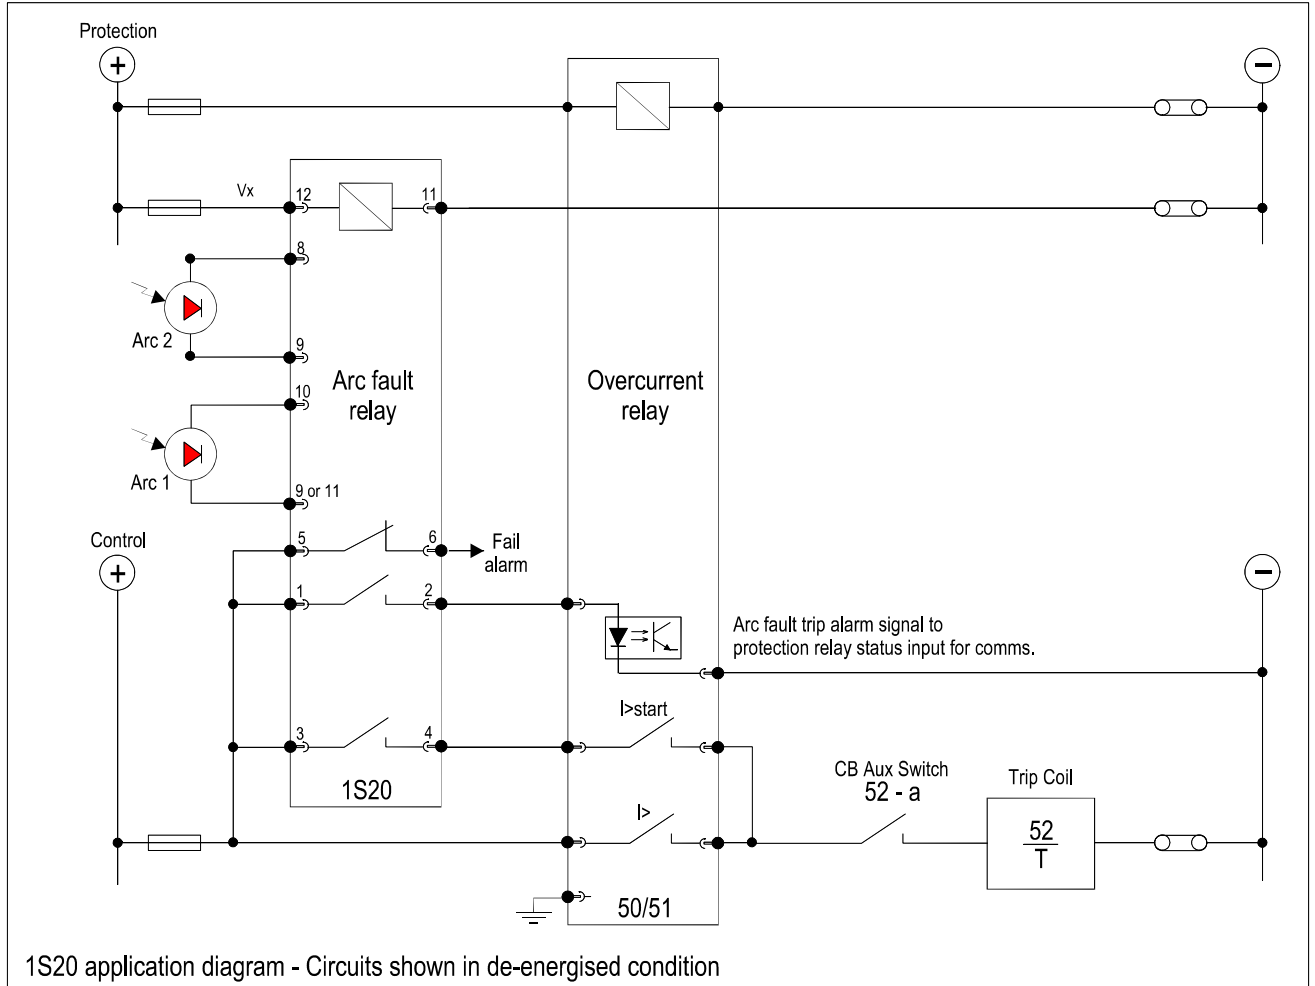 Protection
+
−
Vx
12
11
8
Arc 2
9
Arc fault
relay
Overcurrent
relay
10
Arc 1
9 or 11
Control
+
5
6
Fail
alarm
−
1
2
Arc fault trip alarm signal to
protection relay status input for comms.
I>start
3
4
CB Aux Switch
52 - a
Trip Coil
1S20
I>
52
T
50/51
1S20 application diagram - Circuits shown in de-energised condition